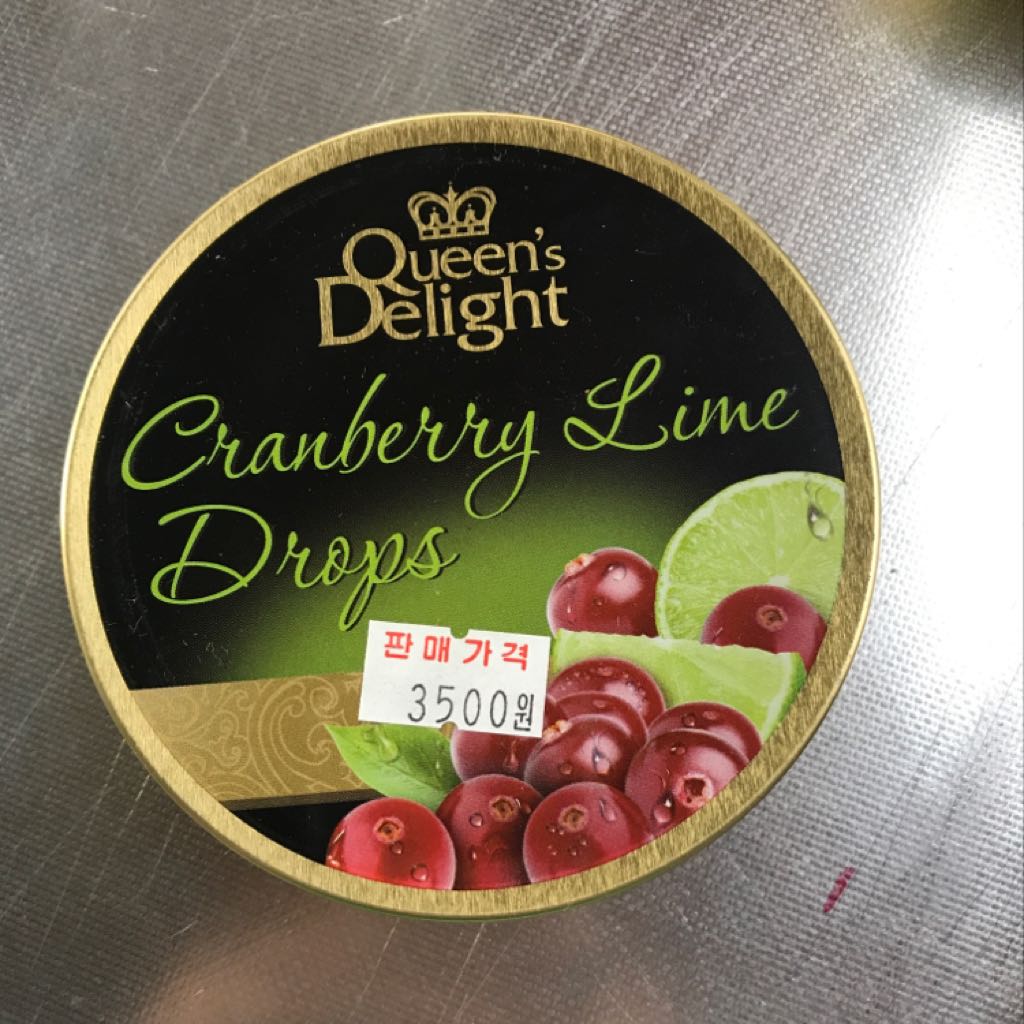 Queen's
Delight
Cranberry Lime
Drops
판매가격
3500원